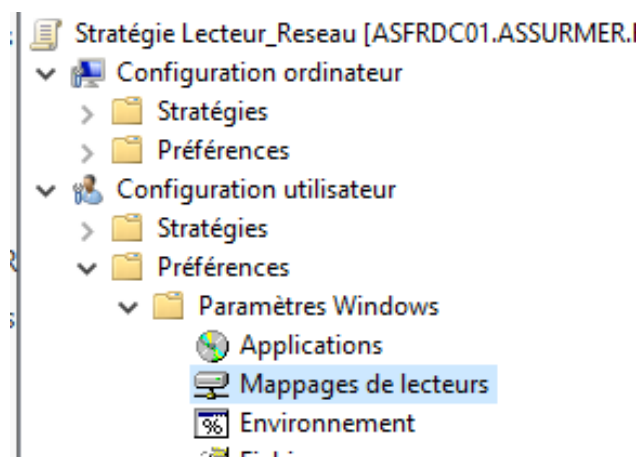 Stratégie Lecteur_Reseau [ASFRDC01.ASSURMER.
Configuration ordinateur
Stratégies
Préférences
Configuration utilisateur
Stratégies
Préférences
Paramètres Windows
Applications
Mappages de lecteurs
Environnement